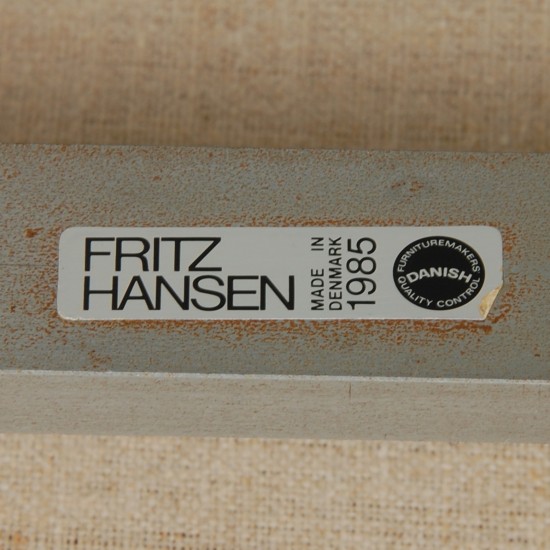 FRITZ
HANSEN
MADE IN
DENMARK
1985
FURNITUREMAKERS'
DANISH
QUALITY CONTROL